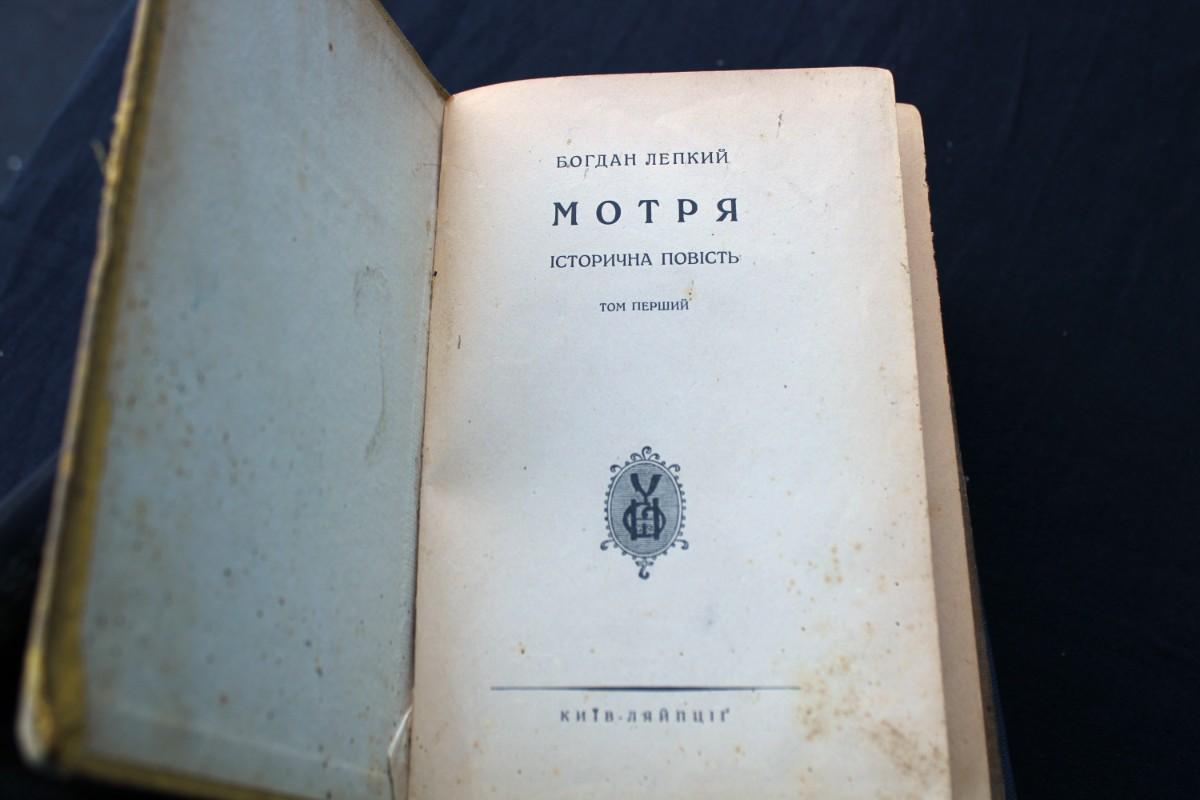 БОГДАН ЛЕПКИЙ
МОТРЯ
ІСТОРИЧНА ПОВІСТЬ
ТОМ ПЕРШИЙ
КИЇВ-ЛЯЙПЦІҐ